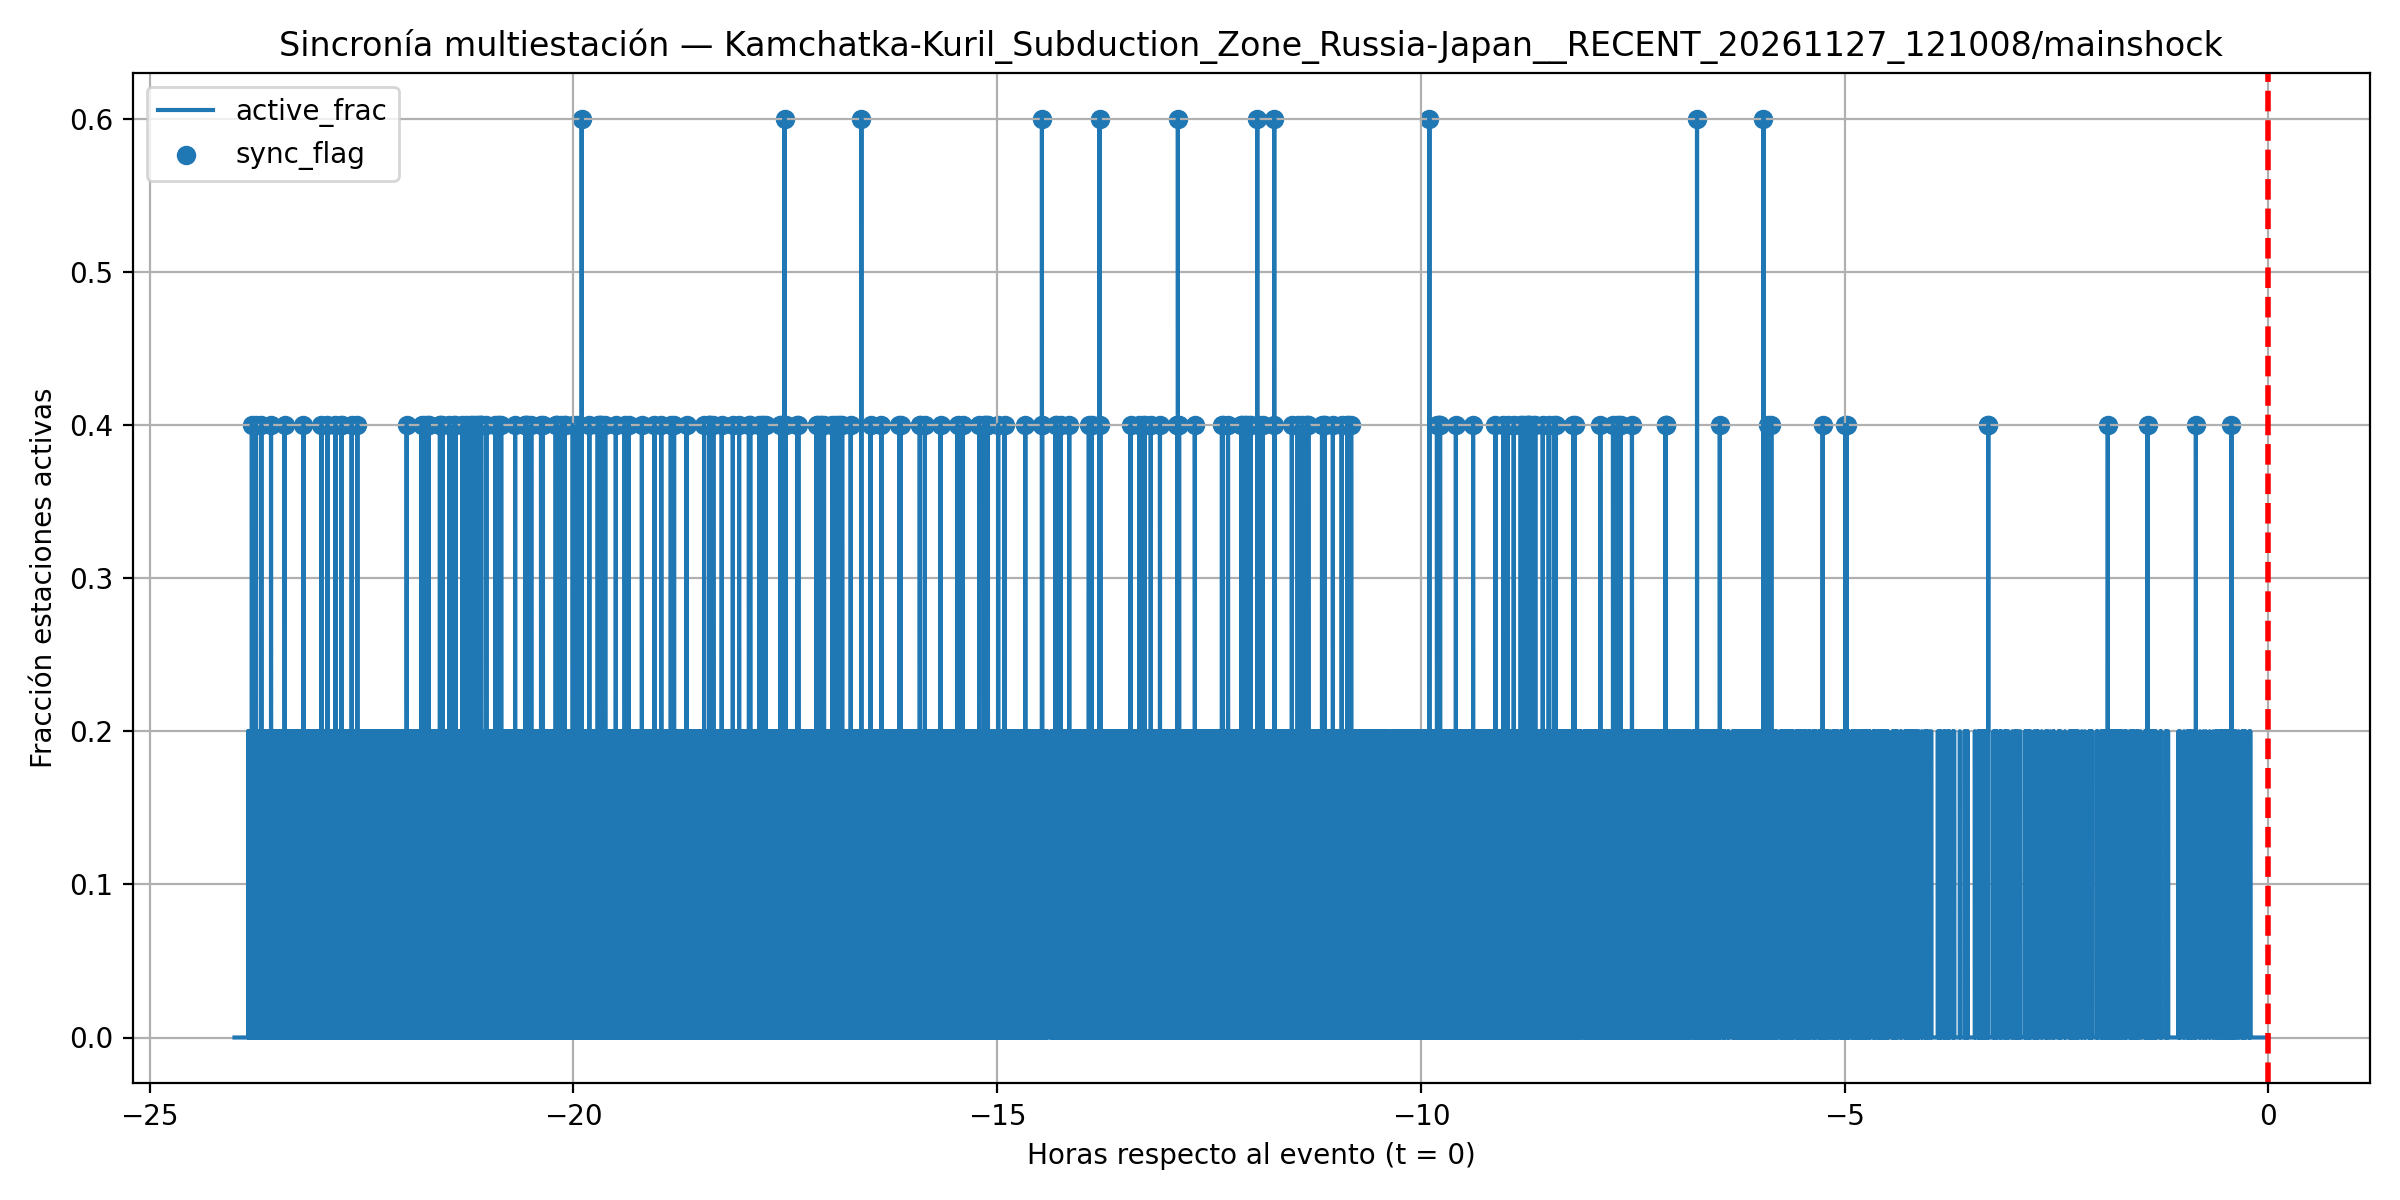 Sincronía multiestación — Kamchatka-Kuril_Subduction_Zone_Russia-Japan__RECENT_20261127_121008/mainshock
active_frac
sync_flag
Fracción estaciones activas
0.6
0.5
0.4
0.3
0.2
0.1
0.0
−25
−20
−15
−10
−5
0
Horas respecto al evento (t = 0)